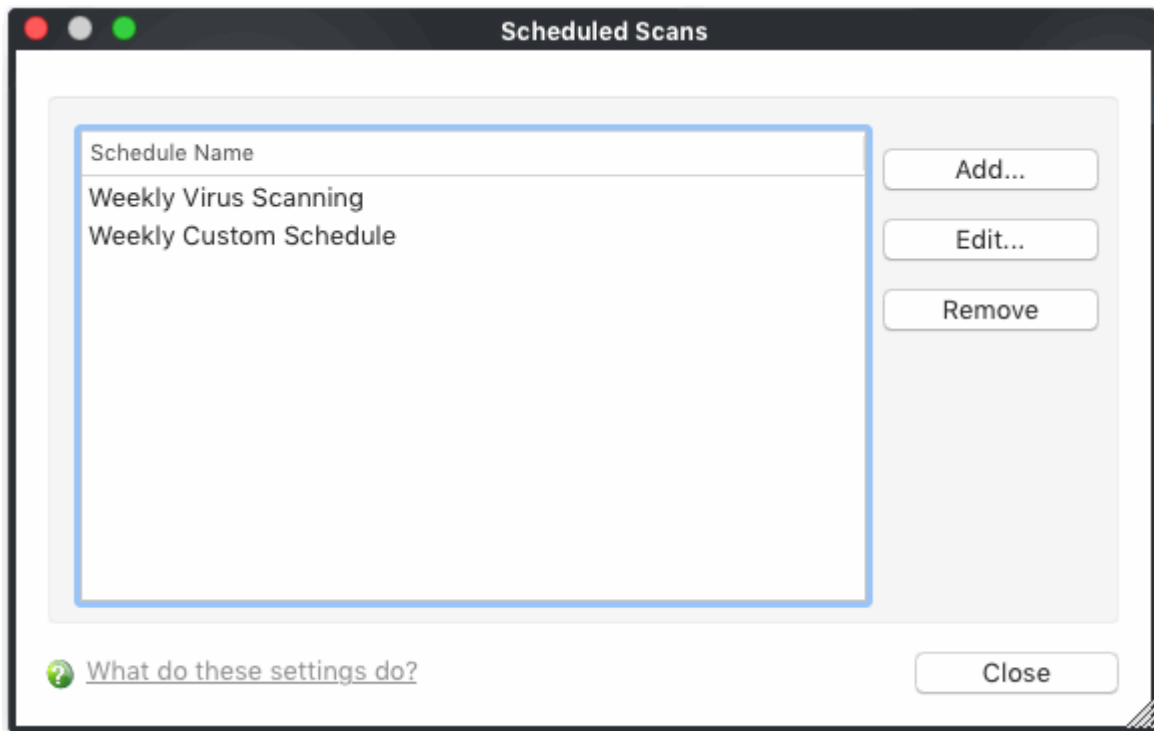 Scheduled Scans
Schedule Name
Weekly Virus Scanning
Weekly Custom Schedule
Add...
Edit...
Remove
What do these settings do?
Close